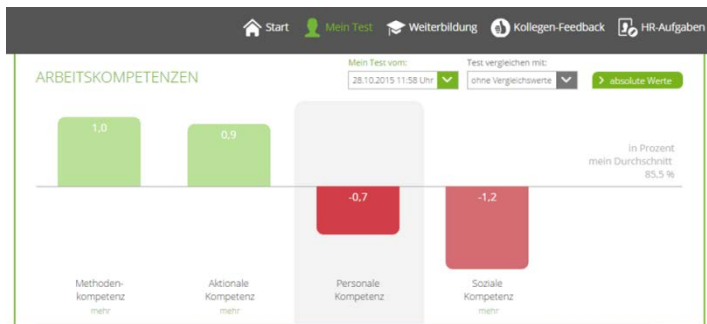 Start Mein Test Weiterbildung Kollegen-Feedback HR-Aufgaben
ARBEITSKOMPETENZEN
Mein Test vom:
28.10.2015 11:58 Uhr
Test vergleichen mit:
ohne Vergleichswerte
absolute Werte
1,0
0,9
-0,7
-1,2
in Prozent
mein Durchschnitt
85,5 %
Methoden-
kompetenz
mehr
Aktionale
Kompetenz
mehr
Personale
Kompetenz
Soziale
Kompetenz
mehr